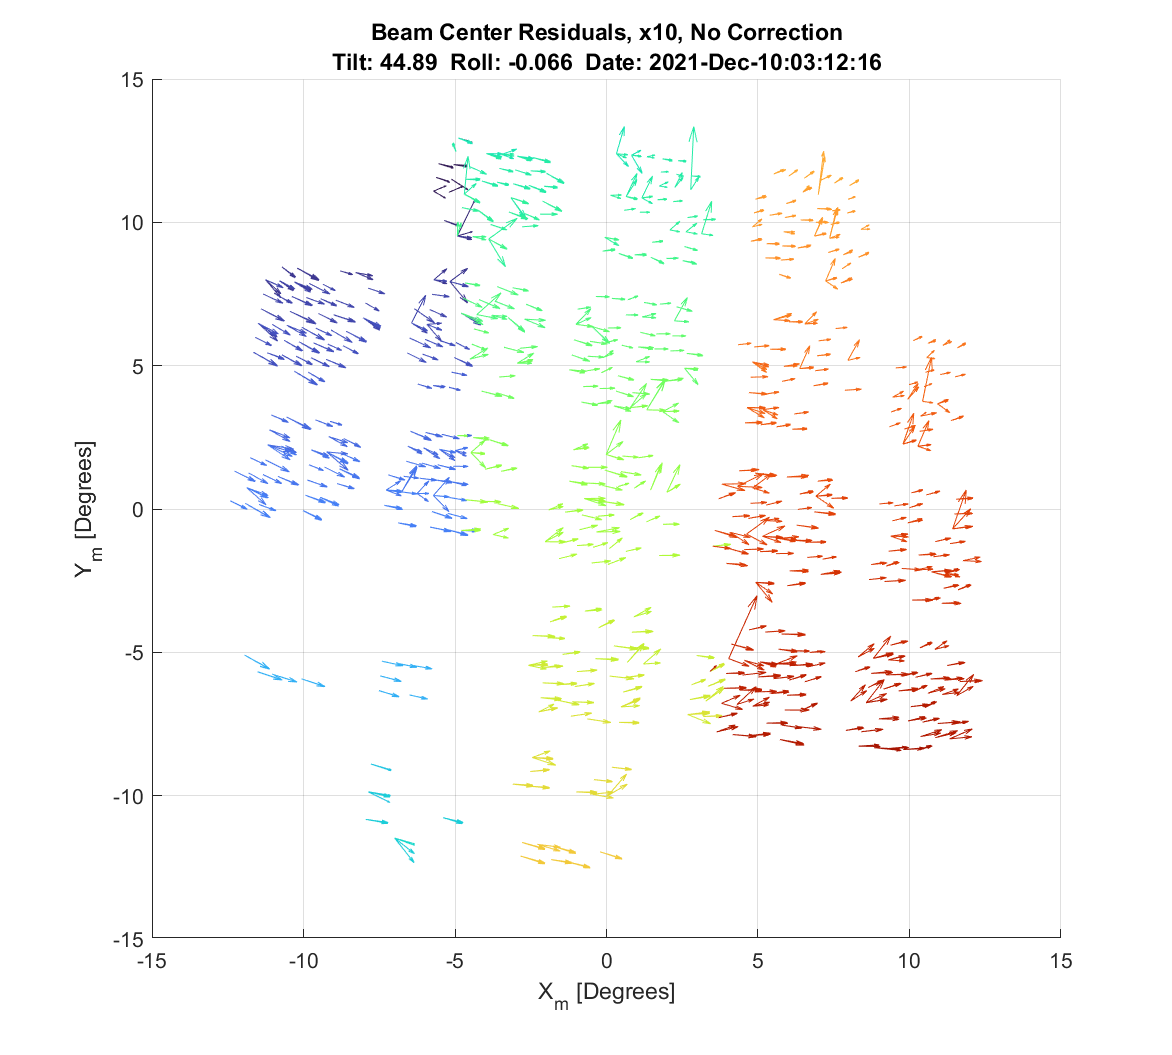 Beam Center Residuals, x10, No Correction
Tilt: 44.89 Roll: -0.066 Date: 2021-Dec-10:03:12:16
15
10
5
0
-5
-10
-15
Y_m [Degrees]
-15 -10 -5 0 5 10 15
X_m [Degrees]